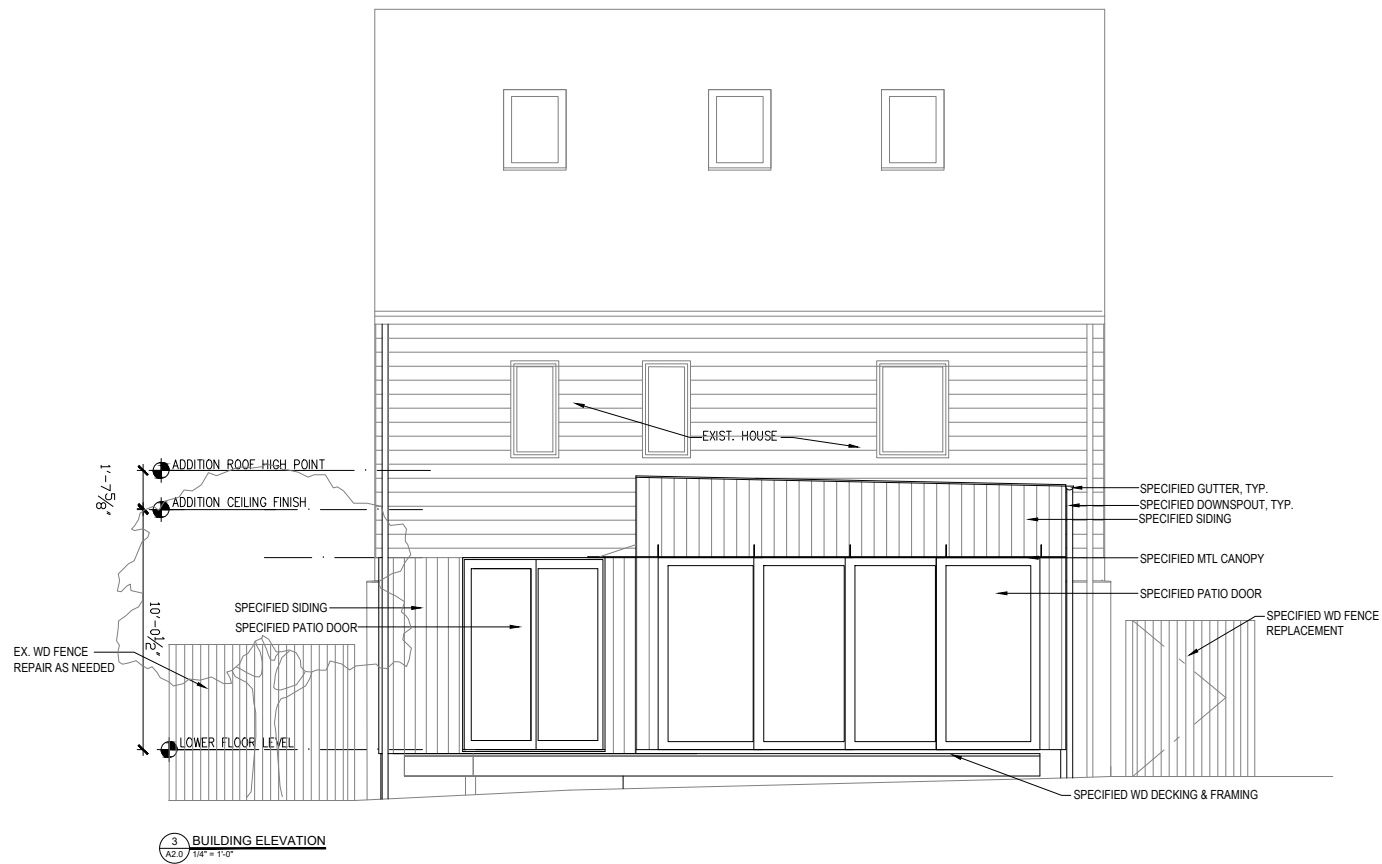 EXIST. HOUSE
ADDITION ROOF HIGH POINT
1'-7⅝"
ADDITION CEILING FINISH
SPECIFIED GUTTER, TYP.
SPECIFIED DOWNSPOUT, TYP.
SPECIFIED SIDING
SPECIFIED MTL CANOPY
SPECIFIED PATIO DOOR
SPECIFIED SIDING
SPECIFIED PATIO DOOR
10'-0½"
SPECIFIED WD FENCE
REPLACEMENT
EX. WD FENCE
REPAIR AS NEEDED
LOWER FLOOR LEVEL
SPECIFIED WD DECKING & FRAMING
3
A2.0
BUILDING ELEVATION
1/4" = 1'-0"